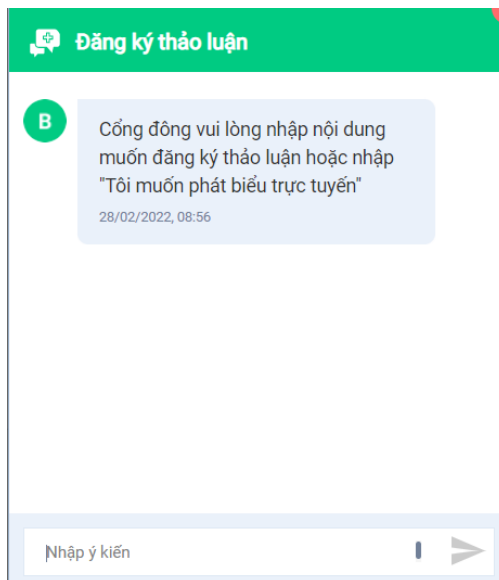 Đăng ký thảo luận
B
Cổng đông vui lòng nhập nội dung
muốn đăng ký thảo luận hoặc nhập
"Tôi muốn phát biểu trực tuyến"
28/02/2022, 08:56
Nhập ý kiến